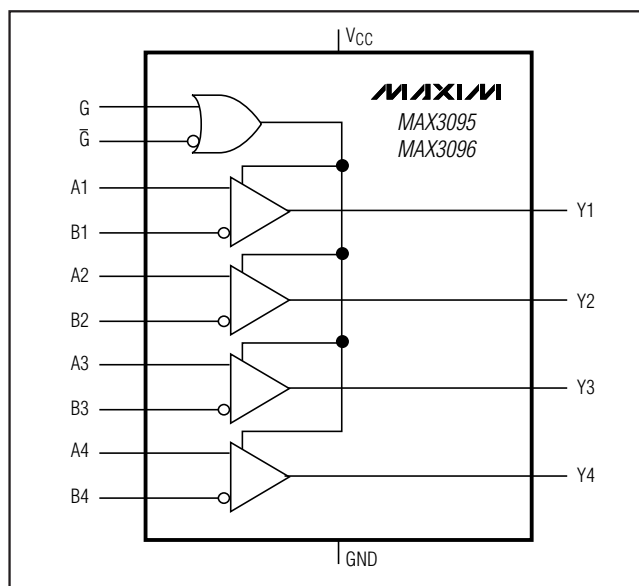 VCC
MAXIM
MAX3095
MAX3096
G
G̅
A1
B1
Y1
A2
B2
Y2
A3
B3
Y3
A4
B4
Y4
GND